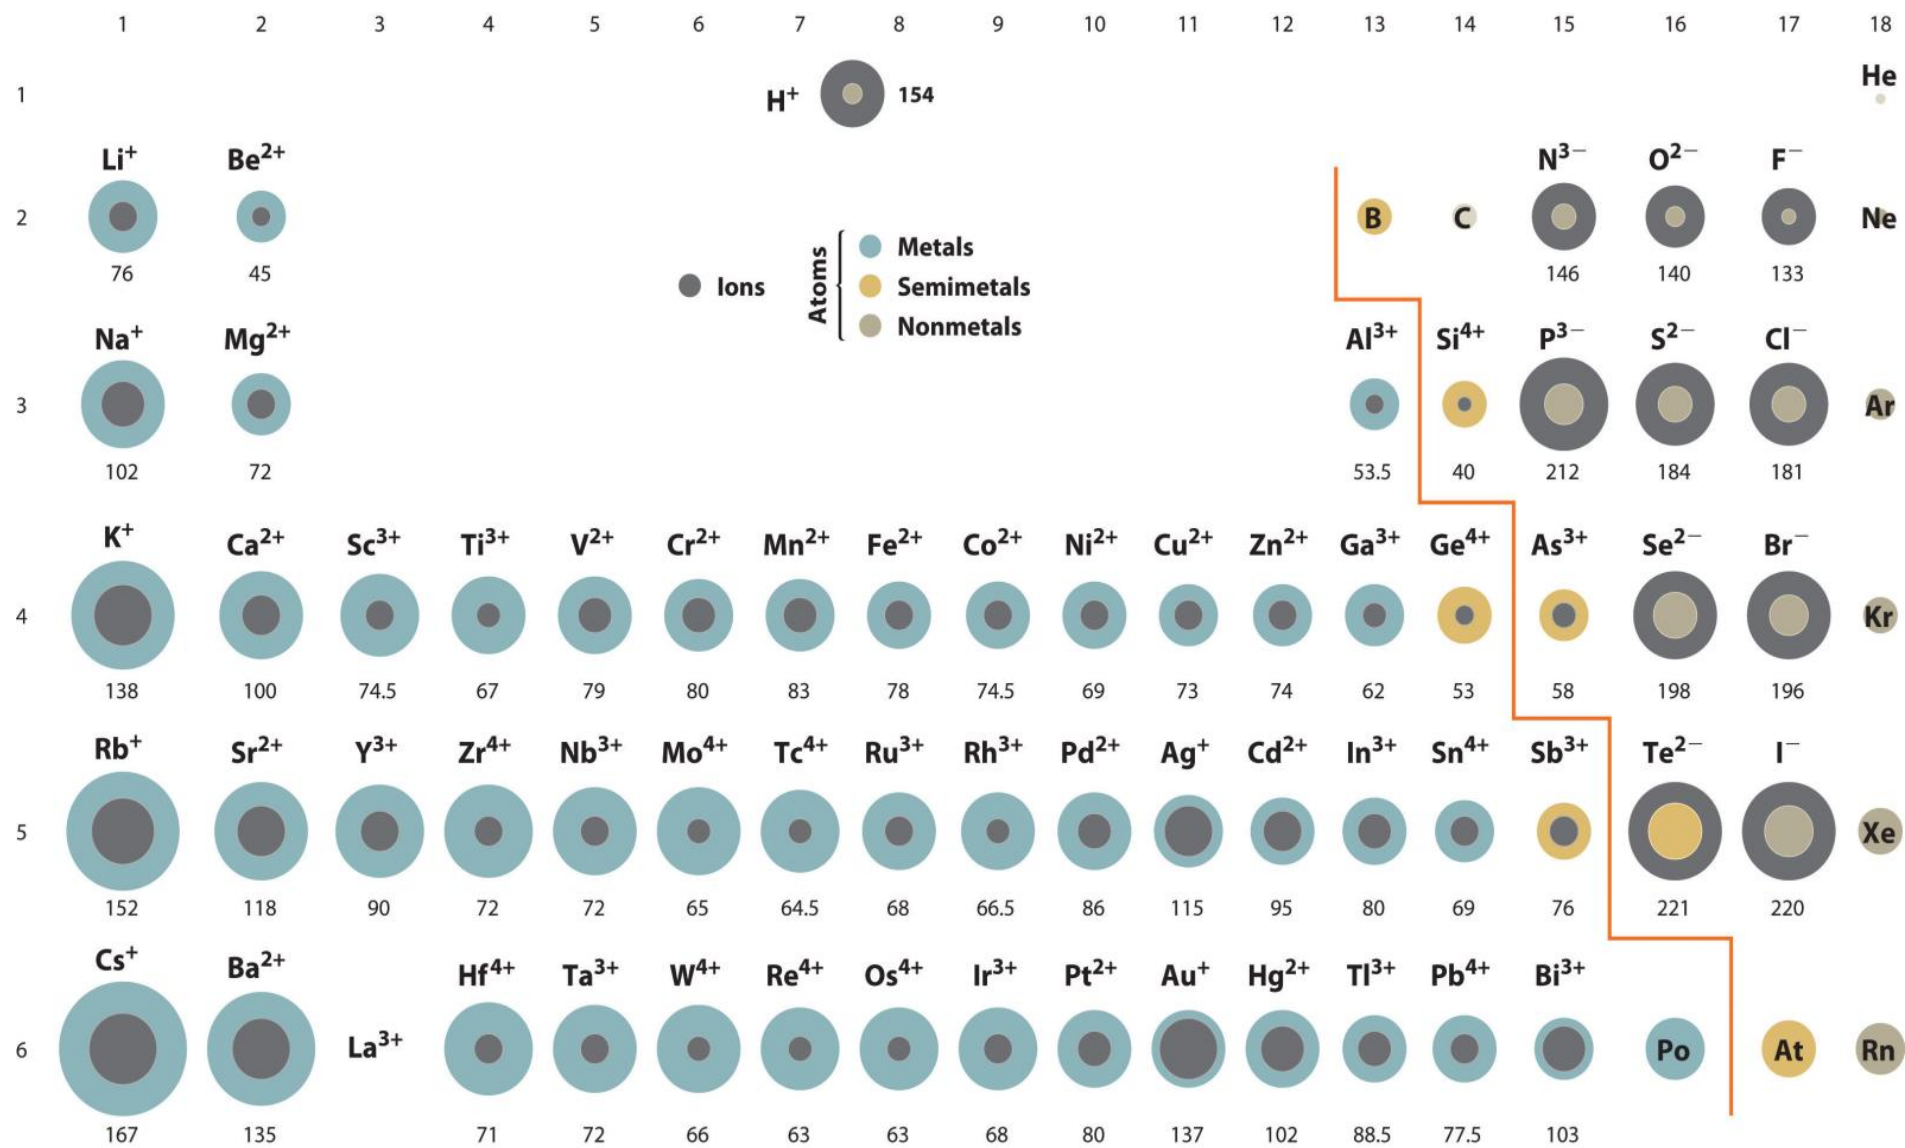 1 2 3 4 5 6 7 8 9 10 11 12 13 14 15 16 17 18
1 H⁺ 154 He
Li⁺ Be²⁺ N³⁻ O²⁻ F⁻
2 B C Ne
76 45 146 140 133
Ions
Atoms
Metals
Semimetals
Nonmetals
Na⁺ Mg²⁺ Al³⁺ Si⁴⁺ P³⁻ S²⁻ Cl⁻
3 Ar
102 72 53.5 40 212 184 181
K⁺ Ca²⁺ Sc³⁺ Ti³⁺ V²⁺ Cr²⁺ Mn²⁺ Fe²⁺ Co²⁺ Ni²⁺ Cu²⁺ Zn²⁺ Ga³⁺ Ge⁴⁺ As³⁺ Se²⁻ Br⁻
4 Kr
138 100 74.5 67 79 80 83 78 74.5 69 73 74 62 53 58 198 196
Rb⁺ Sr²⁺ Y³⁺ Zr⁴⁺ Nb³⁺ Mo⁴⁺ Tc⁴⁺ Ru³⁺ Rh³⁺ Pd²⁺ Ag⁺ Cd²⁺ In³⁺ Sn⁴⁺ Sb³⁺ Te²⁻ I⁻
5 Xe
152 118 90 72 72 65 64.5 68 66.5 86 115 95 80 69 76 221 220
Cs⁺ Ba²⁺ Hf⁴⁺ Ta³⁺ W⁴⁺ Re⁴⁺ Os⁴⁺ Ir³⁺ Pt²⁺ Au⁺ Hg²⁺ Tl³⁺ Pb⁴⁺ Bi³⁺
6 La³⁺ Po At Rn
167 135 71 72 66 63 63 68 80 137 102 88.5 77.5 103